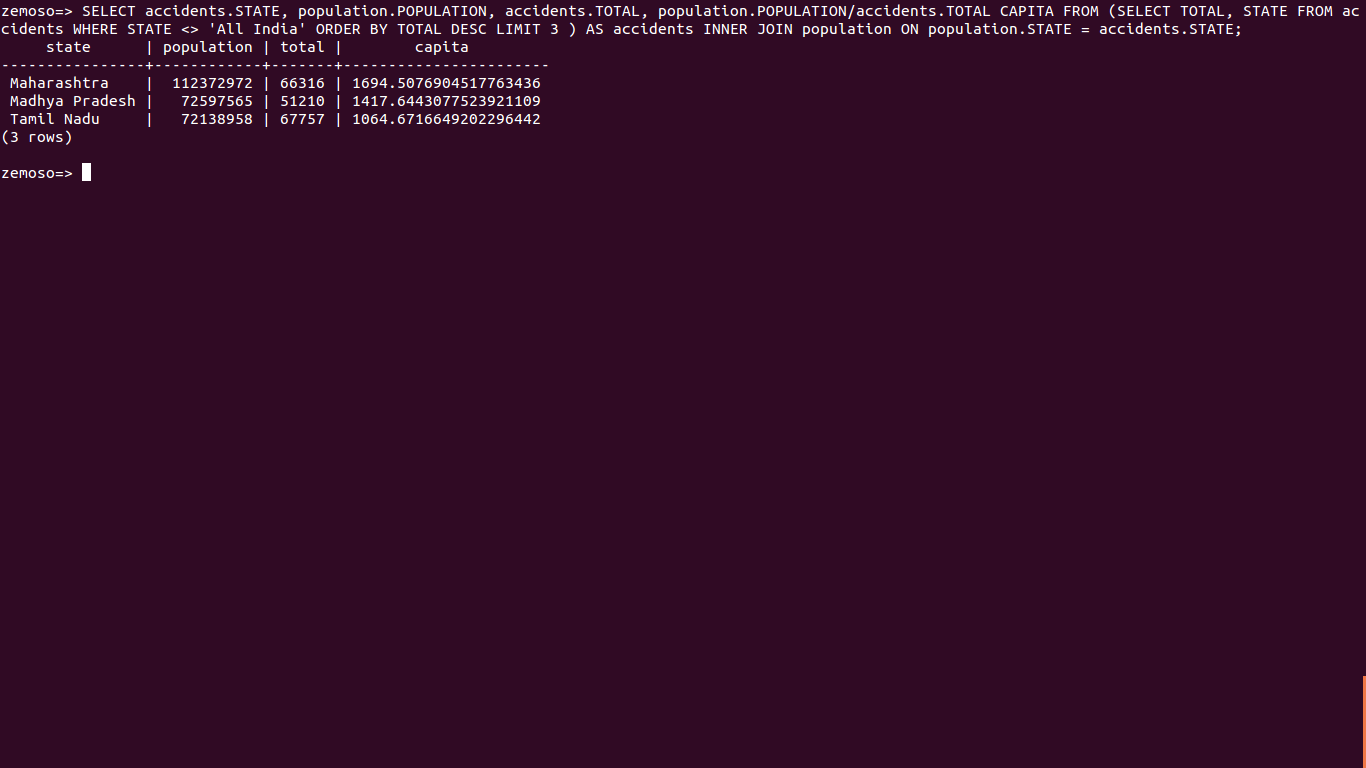 zemoso=> SELECT accidents.STATE, population.POPULATION, accidents.TOTAL, population.POPULATION/accidents.TOTAL CAPITA FROM (SELECT TOTAL, STATE FROM ac
cidents WHERE STATE <> 'All India' ORDER BY TOTAL DESC LIMIT 3 ) AS accidents INNER JOIN population ON population.STATE = accidents.STATE;
     state      | population | total |        capita
----------------+------------+-------+-----------------------
 Maharashtra    |  112372972 | 66316 | 1694.5076904517763436
 Madhya Pradesh |   72597565 | 51210 | 1417.6443077523921109
 Tamil Nadu     |   72138958 | 67757 | 1064.6716649202296442
(3 rows)

zemoso=>